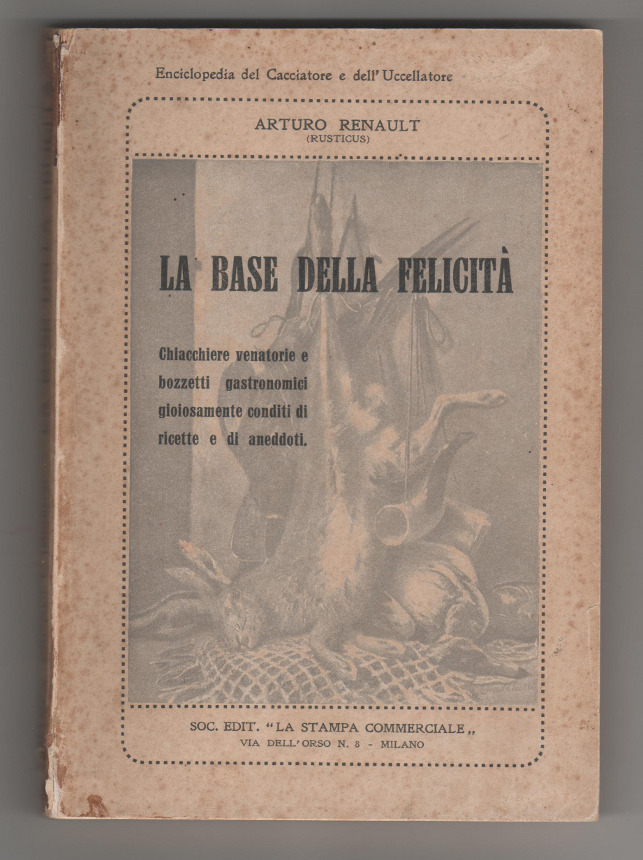 Enciclopedia del Cacciatore e dell'Uccellatore
ARTURO RENAULT
(RUSTICUS)
LA BASE DELLA FELICITÀ
Chiacchiere venatorie e
bozzetti gastronomici
gioiosamente conditi di
ricette e di aneddoti.
SOC. EDIT. "LA STAMPA COMMERCIALE„
VIA DELL'ORSO N. 8 - MILANO